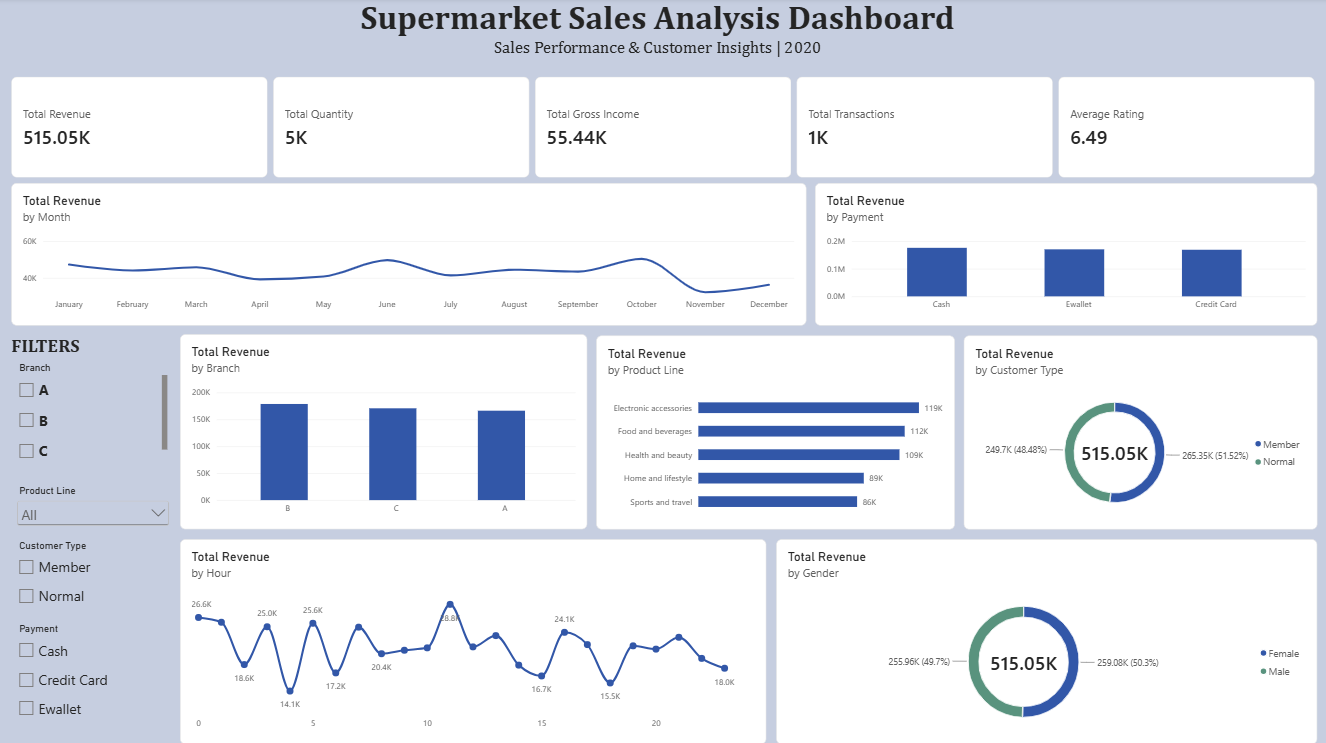 Supermarket Sales Analysis Dashboard
Sales Performance & Customer Insights | 2020
Total Revenue
515.05K
Total Quantity
5K
Total Gross Income
55.44K
Total Transactions
1K
Average Rating
6.49
Total Revenue
by Month
60K
40K
January February March April May June July August September October November December
Total Revenue
by Payment
0.2M
0.1M
0.0M
Cash Ewallet Credit Card
FILTERS
Branch
A
B
C
Product Line
All
Customer Type
Member
Normal
Payment
Cash
Credit Card
Ewallet
Total Revenue
by Branch
200K
150K
100K
50K
0K
B C A
Total Revenue
by Product Line
Electronic accessories 119K
Food and beverages 112K
Health and beauty 109K
Home and lifestyle 89K
Sports and travel 86K
Total Revenue
by Customer Type
249.7K (48.48%)
515.05K
265.35K (51.52%)
Member
Normal
Total Revenue
by Hour
26.6K
18.6K
25.0K
14.1K
25.6K
17.2K
20.4K
28.8K
16.7K
24.1K
15.5K
18.0K
0 5 10 15 20
Total Revenue
by Gender
255.96K (49.7%)
515.05K
259.08K (50.3%)
Female
Male